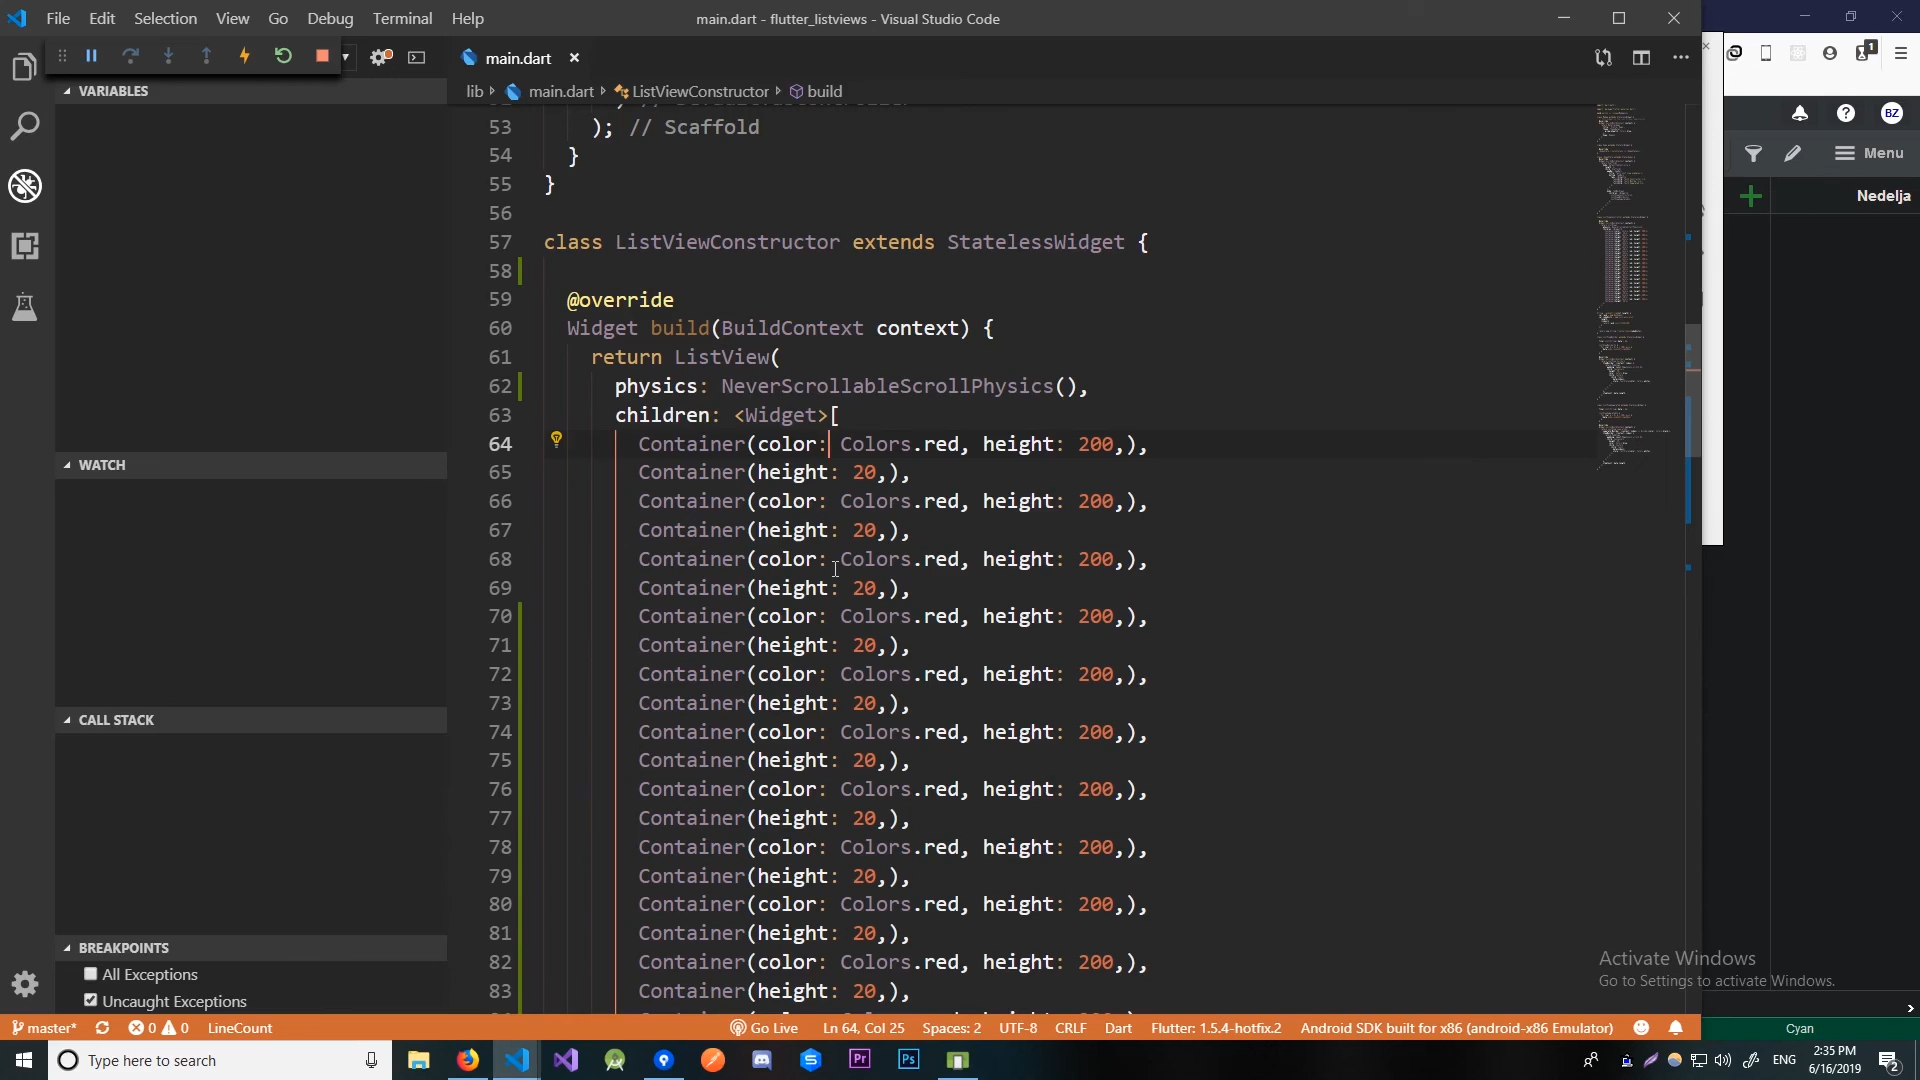 File Edit Selection View Go Debug Terminal Help
main.dart - flutter_listviews - Visual Studio Code
main.dart
lib main.dart ListViewConstructor build
VARIABLES
WATCH
CALL STACK
BREAKPOINTS
All Exceptions
Uncaught Exceptions
53 ); // Scaffold
54 }
55 }
56
57 class ListViewConstructor extends StatelessWidget {
58
59 @override
60 Widget build(BuildContext context) {
61 return ListView(
62 physics: NeverScrollableScrollPhysics(),
63 children: <Widget>[
64 Container(color: Colors.red, height: 200,),
65 Container(height: 20,),
66 Container(color: Colors.red, height: 200,),
67 Container(height: 20,),
68 Container(color: Colors.red, height: 200,),
69 Container(height: 20,),
70 Container(color: Colors.red, height: 200,),
71 Container(height: 20,),
72 Container(color: Colors.red, height: 200,),
73 Container(height: 20,),
74 Container(color: Colors.red, height: 200,),
75 Container(height: 20,),
76 Container(color: Colors.red, height: 200,),
77 Container(height: 20,),
78 Container(color: Colors.red, height: 200,),
79 Container(height: 20,),
80 Container(color: Colors.red, height: 200,),
81 Container(height: 20,),
82 Container(color: Colors.red, height: 200,),
83 Container(height: 20,),
1
BZ
Menu
Nedelja
Activate Windows
Go to Settings to activate Windows.
master* 0 0 LineCount
Go Live Ln 64, Col 25 Spaces: 2 UTF-8 CRLF Dart Flutter: 1.5.4-hotfix.2 Android SDK built for x86 (android-x86 Emulator)
Cyan
Type here to search
Pr
Ps
ENG
2:35 PM
6/16/2019
2